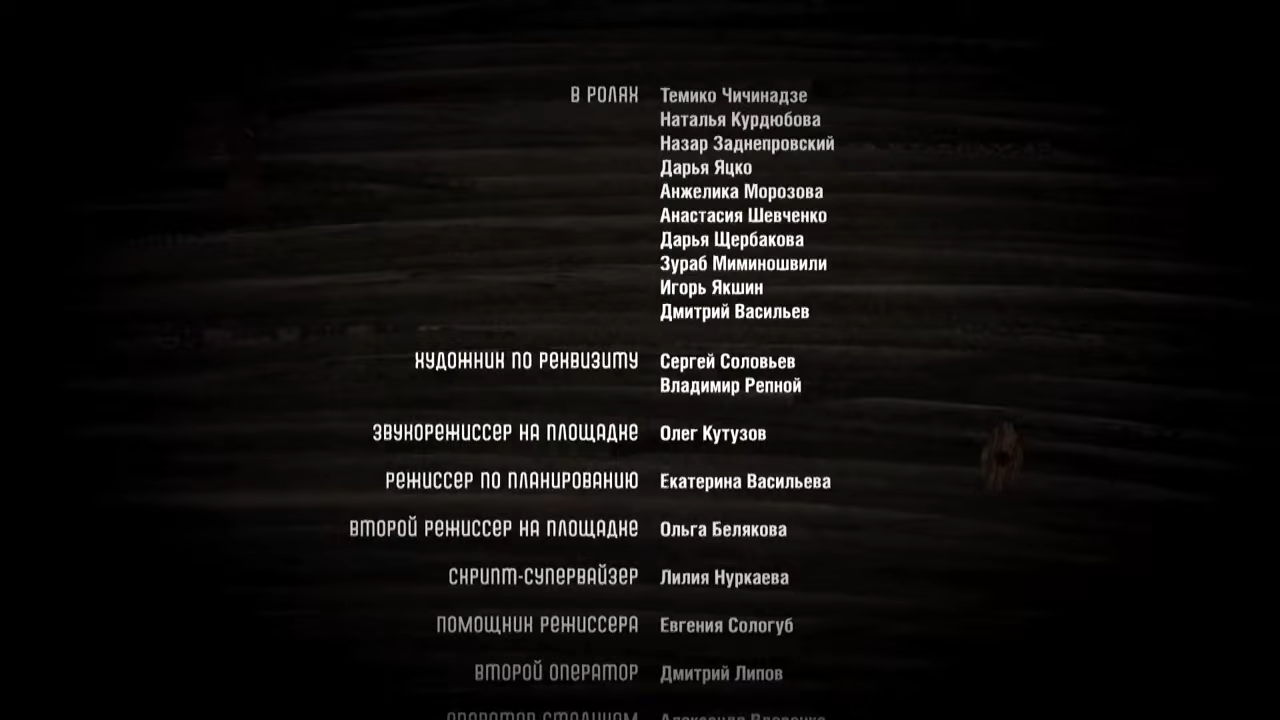 В РОЛЯХ Темико Чичинадзе
Наталья Курдюбова
Назар Заднепровский
Дарья Яцко
Анжелика Морозова
Анастасия Шевченко
Дарья Щербакова
Зураб Миминошвили
Игорь Якшин
Дмитрий Васильев
ХУДОЖНИК ПО РЕКВИЗИТУ Сергей Соловьев
Владимир Репной
ЗВУКОРЕЖИССЕР НА ПЛОЩАДКЕ Олег Кутузов
РЕЖИССЕР ПО ПЛАНИРОВАНИЮ Екатерина Васильева
ВТОРОЙ РЕЖИССЕР НА ПЛОЩАДКЕ Ольга Белякова
СКРИПТ-СУПЕРВАЙЗЕР Лилия Нуркаева
ПОМОЩНИК РЕЖИССЕРА Евгения Сологуб
ВТОРОЙ ОПЕРАТОР Дмитрий Липов